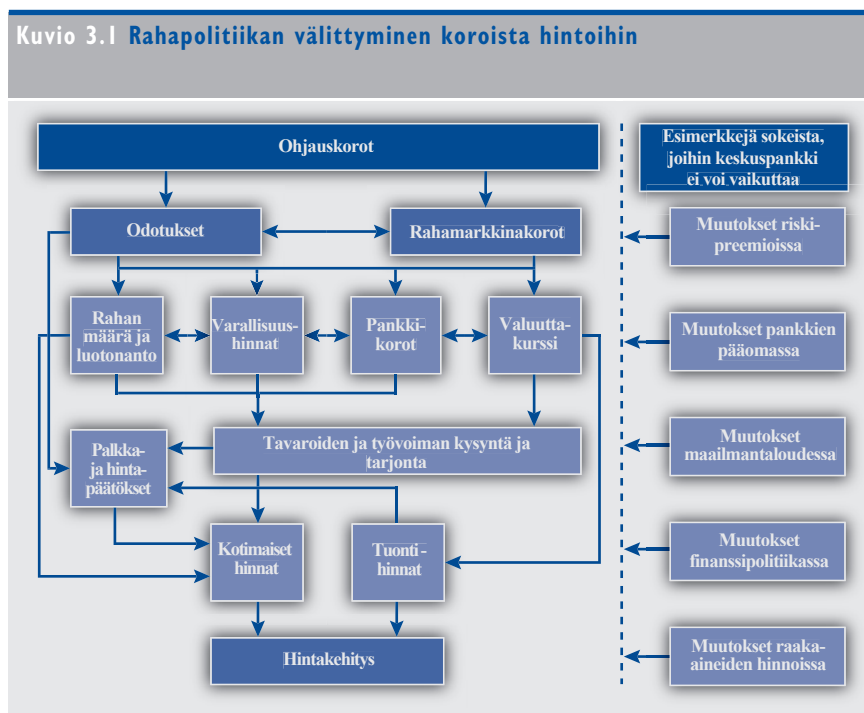 Kuvio 3.1 Rahapolitiikan välittyminen koroista hintoihin
Ohjauskorot
Odotukset
Rahamarkkinakorot
Rahan
määrä ja
luotonanto
Varallisuus-
hinnat
Pankki-
korot
Valuutta-
kurssi
Tavaroiden ja työvoiman kysyntä ja
tarjonta
Palkka-
ja hinta-
päätökset
Kotimaiset
hinnat
Tuonti-
hinnat
Hintakehitys
Esimerkkejä sokeista,
joihin keskuspankki
ei voi vaikuttaa
Muutokset riski-
preemioissa
Muutokset pankkien
pääomassa
Muutokset
maailmantaloudessa
Muutokset
finanssipolitiikassa
Muutokset raaka-
aineiden hinnoissa